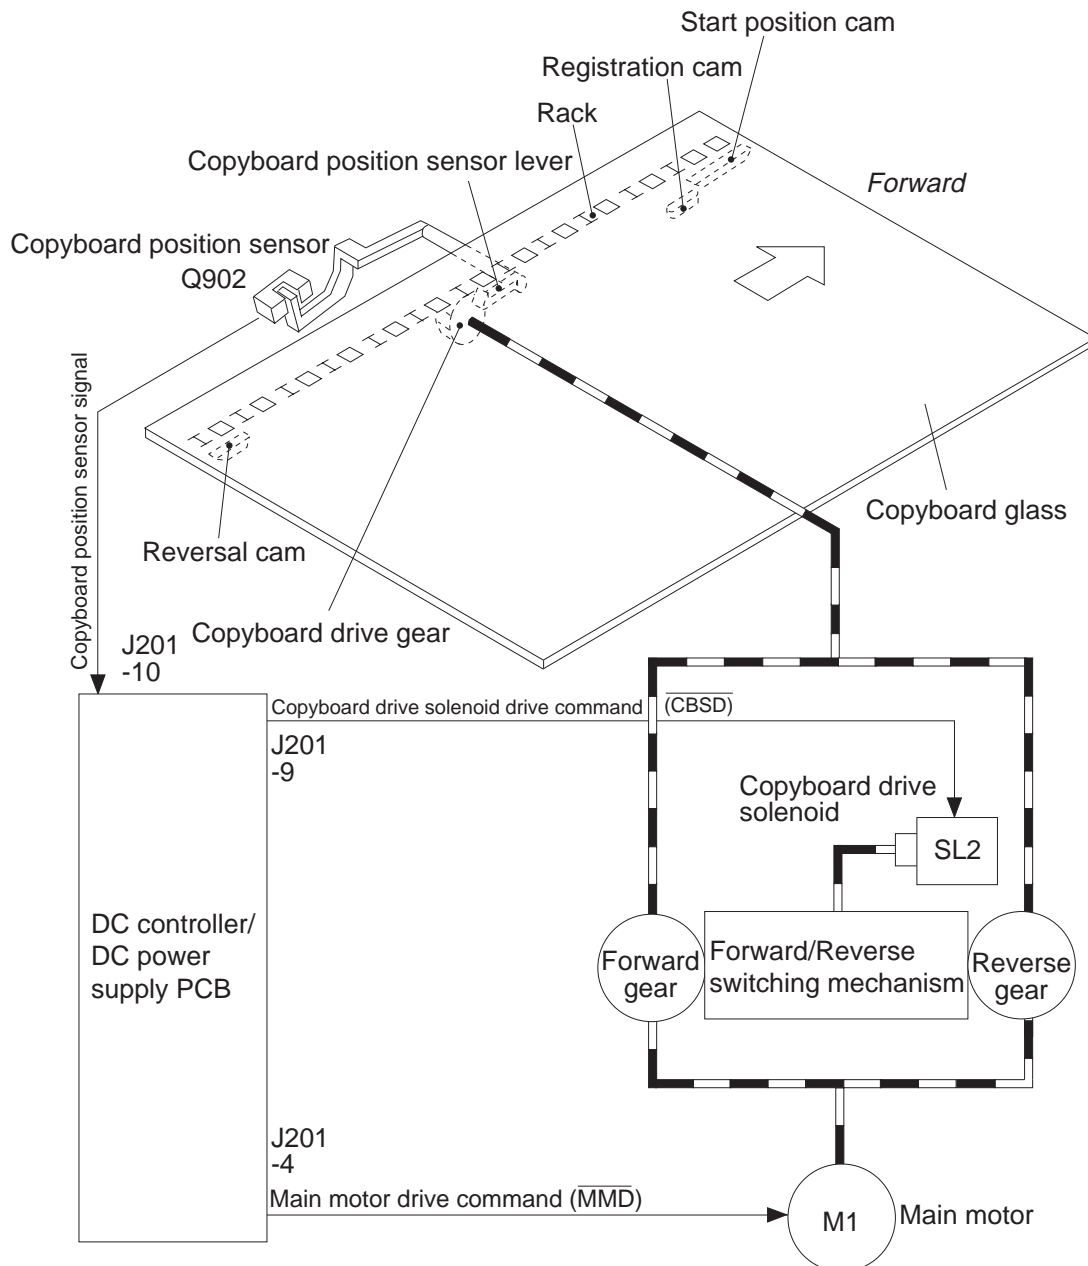 Start position cam
Registration cam
Rack
Copyboard position sensor lever
Forward
Copyboard position sensor
Q902
Copyboard position sensor signal
Copyboard glass
Reversal cam
Copyboard drive gear
J201
-10
Copyboard drive solenoid drive command (CBSD)
J201
-9
Copyboard drive
solenoid
SL2
DC controller/
DC power
supply PCB
Forward
gear
Forward/Reverse
switching mechanism
Reverse
gear
J201
-4
Main motor drive command (MMD)
M1
Main motor